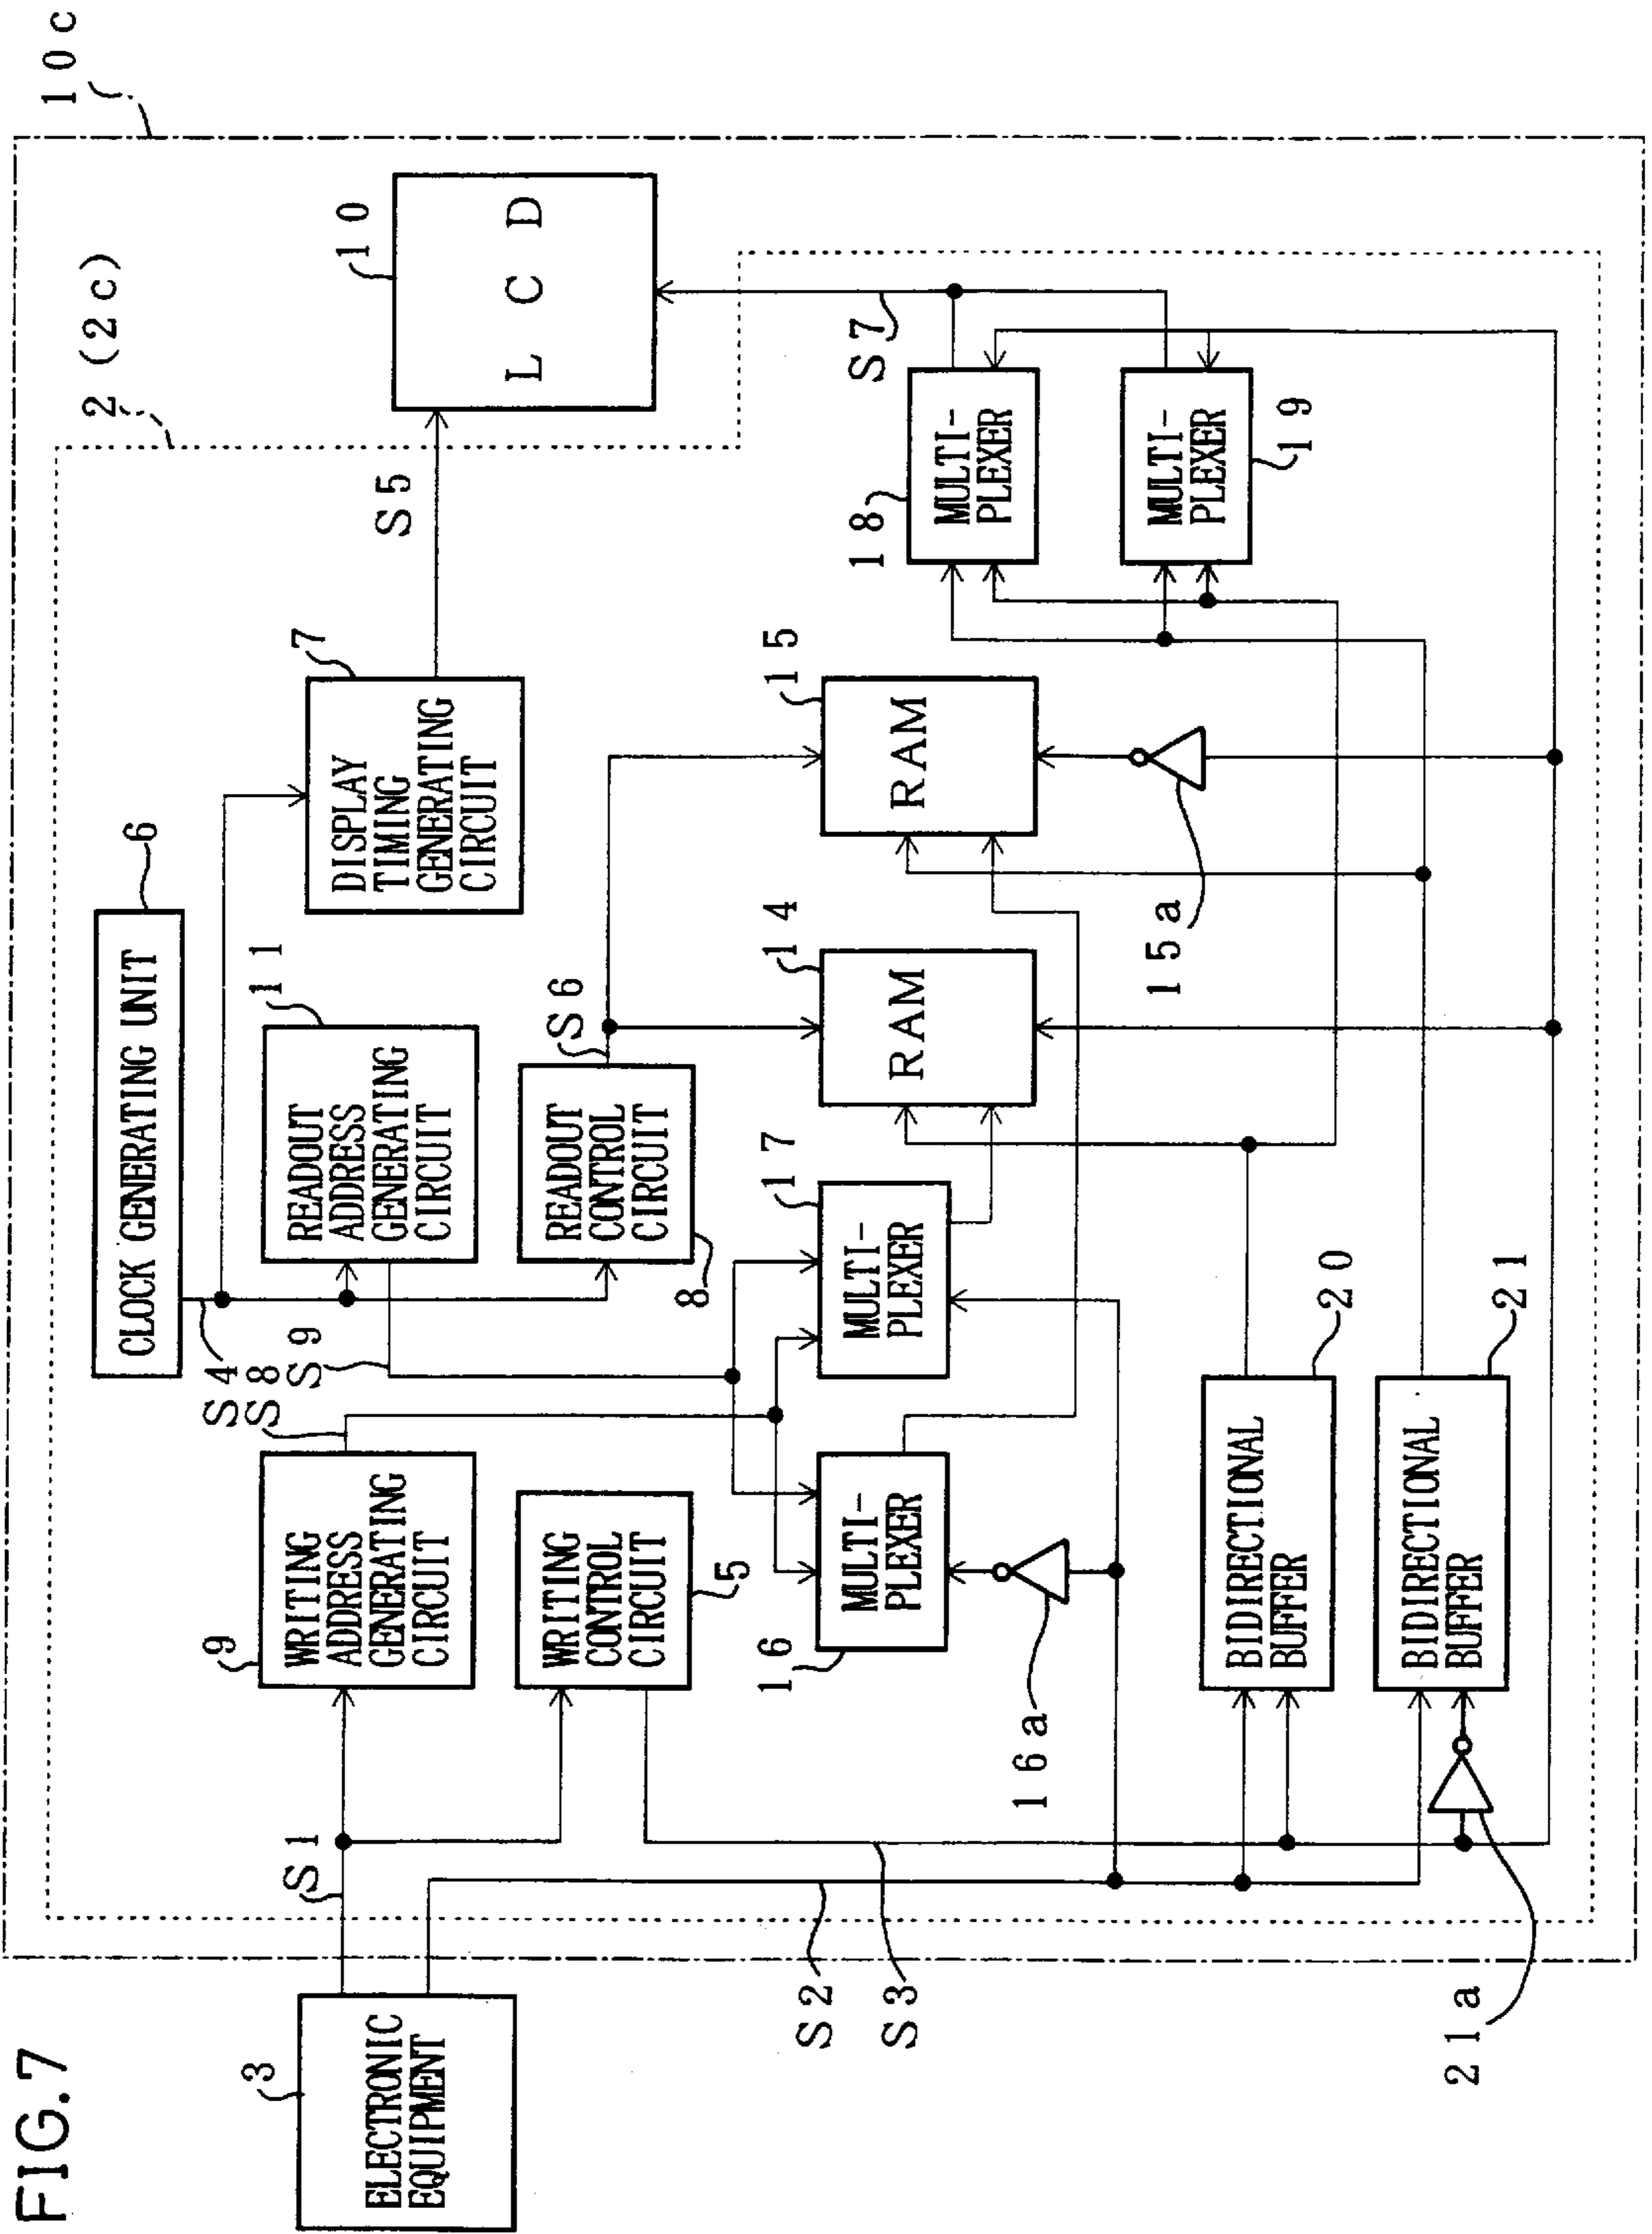 FIG.7
10c
2 (2c)
CLOCK GENERATING UNIT
6
3
ELECTRONIC
EQUIPMENT
S1
9
WRITING
ADDRESS
GENERATING
CIRCUIT
S4
S8
S9
11
READOUT
ADDRESS
GENERATING
CIRCUIT
7
DISPLAY
TIMING
GENERATING
CIRCUIT
S5
10
LCD
WRITING
CONTROL
CIRCUIT
5
READOUT
CONTROL
CIRCUIT
8
S6
16
MULTI-
PLEXER
17
MULTI-
PLEXER
14
RAM
15
RAM
18
MULTI-
PLEXER
S7
S2
S3
16a
15a
MULTI-
PLEXER
19
BIDIRECTIONAL
BUFFER
20
BIDIRECTIONAL
BUFFER
21
21a